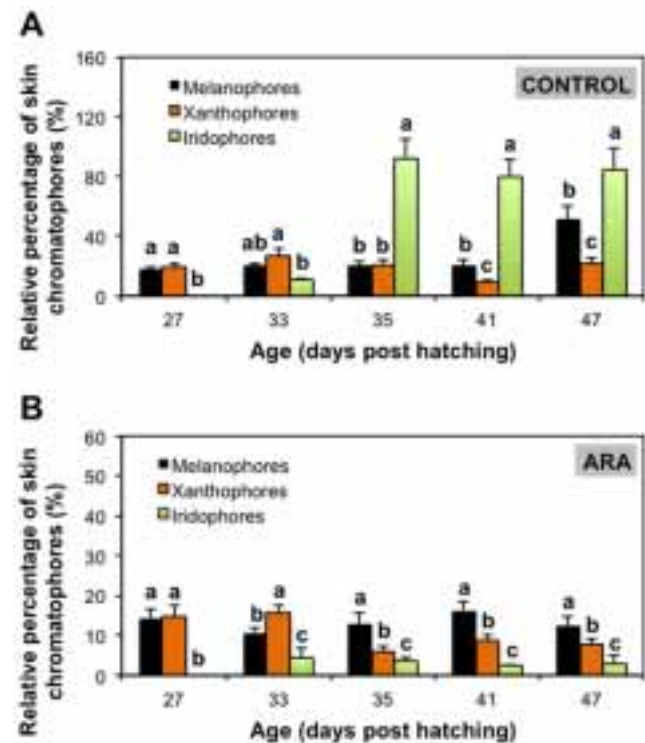 A
Relative percentage of skin
chromatophores (%)
160
120
80
40
0
Melanophores
Xanthophores
Iridophores
CONTROL
a a b
ab a b
b b a
b c a
b c a
27 33 35 41 47
Age (days post hatching)
B
Relative percentage of skin
chromatophores (%)
60
50
40
30
20
10
0
Melanophores
Xanthophores
Iridophores
ARA
a a b
b a c
a b c
a b c
a b c
27 33 35 41 47
Age (days post hatching)